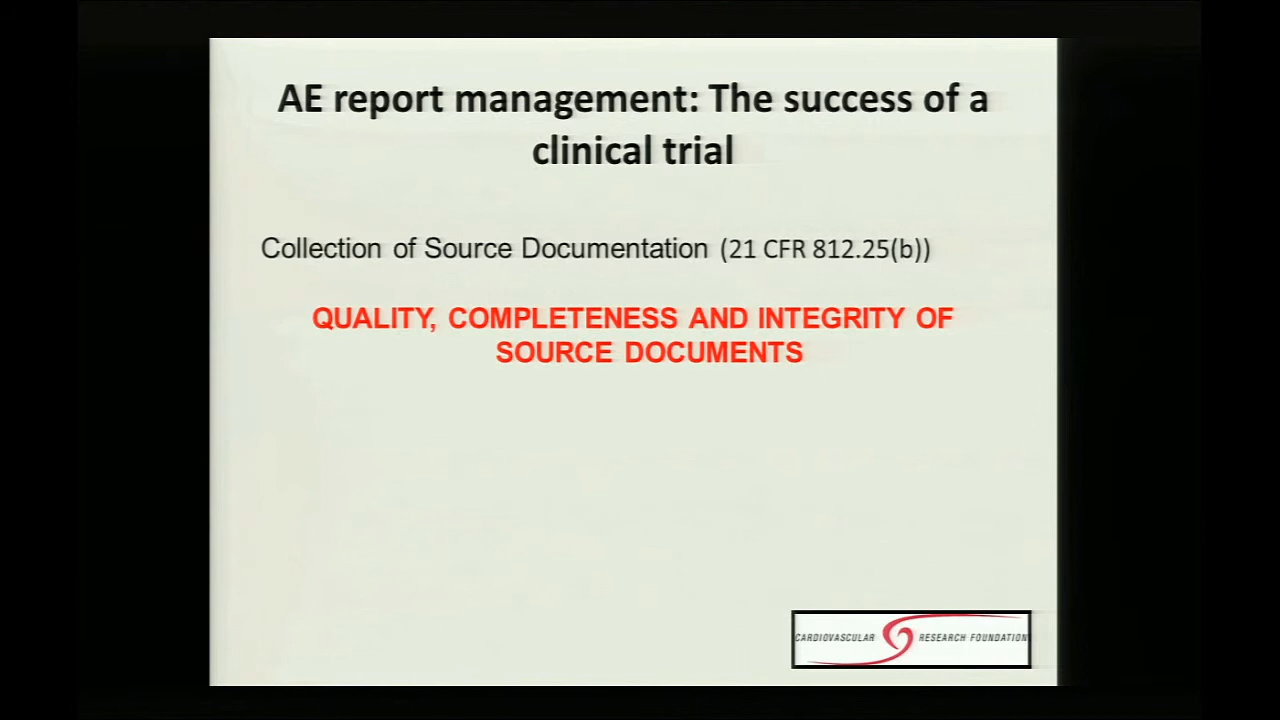 AE report management: The success of a
clinical trial
Collection of Source Documentation (21 CFR 812.25(b))
QUALITY, COMPLETENESS AND INTEGRITY OF
SOURCE DOCUMENTS
CARDIOVASCULAR RESEARCH FOUNDATION